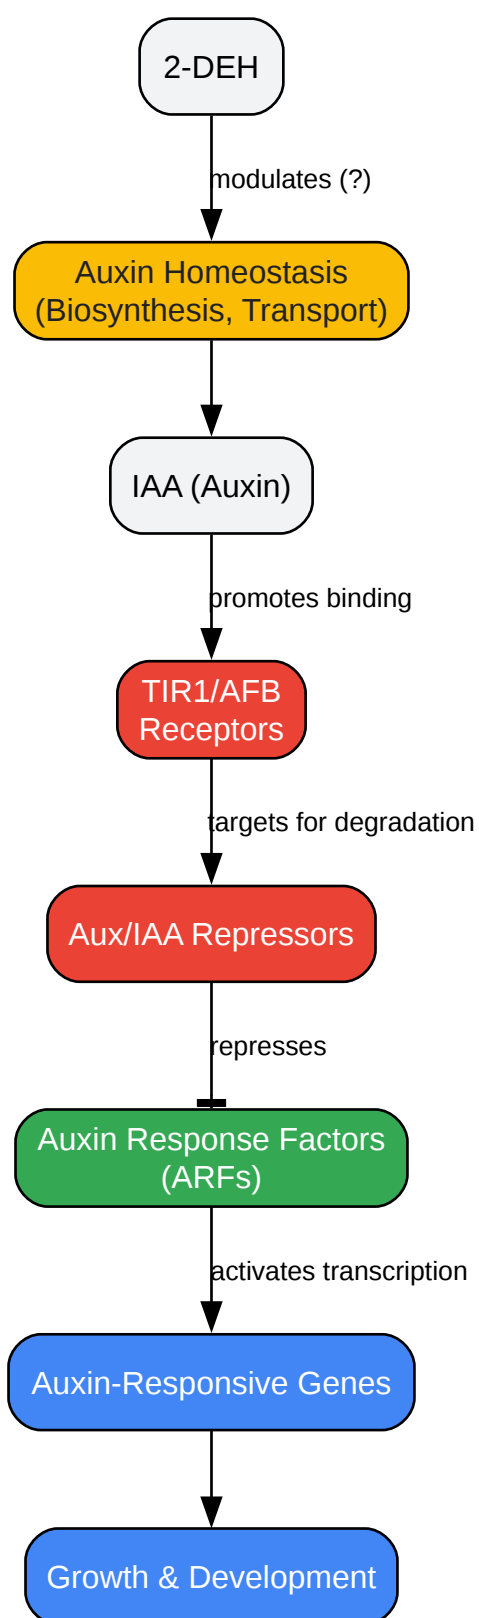 2-DEH
modulates (?)
Auxin Homeostasis
(Biosynthesis, Transport)
IAA (Auxin)
promotes binding
TIR1/AFB
Receptors
targets for degradation
Aux/IAA Repressors
represses
Auxin Response Factors
(ARFs)
activates transcription
Auxin-Responsive Genes
Growth & Development